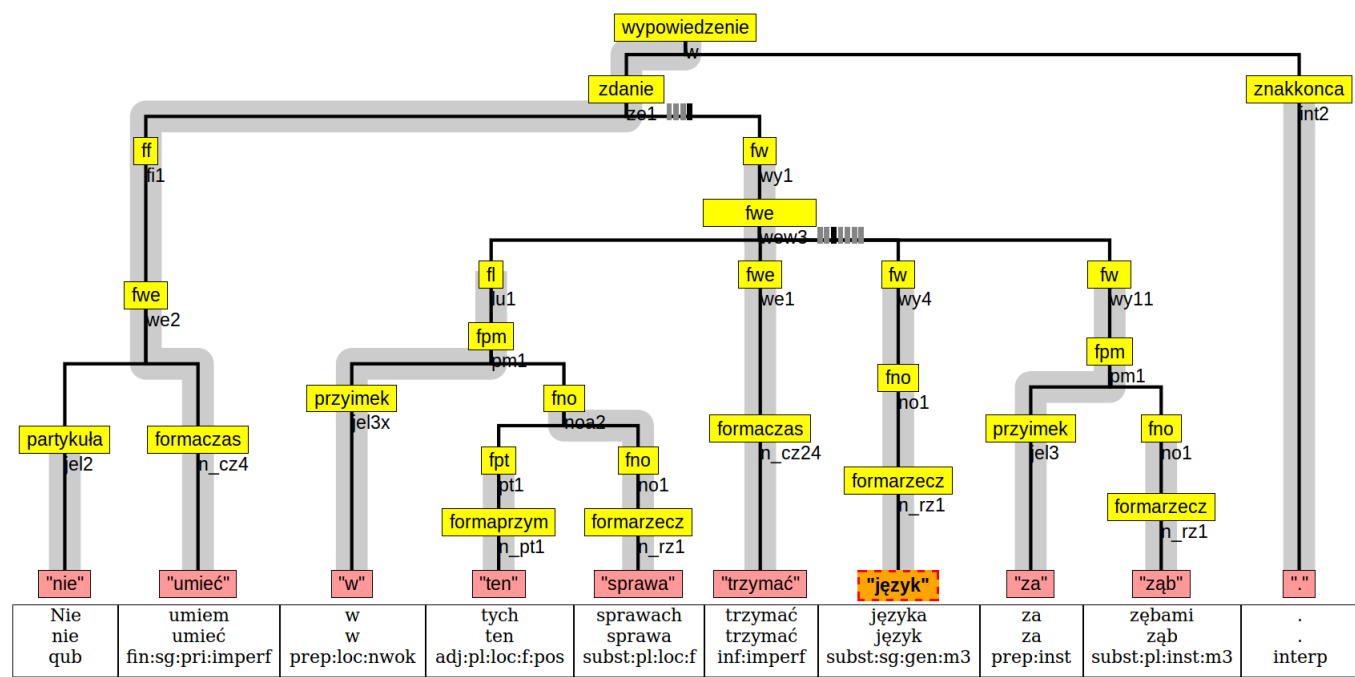 wypowiedzenie
w
zdanie znakkonca
ze1 int2
ff fw
fi1 wy1
fwe
wew3
fl fwe fw fw
lu1 we1 wy4 wy11
fwe
we2
fpm fpm
pm1 pm1
fno
no1
przyimek fno
jel3x noa2
partykuła formaczas formaczas przyimek fno
jel2 n_cz4 n_cz24 jel3 no1
fpt fno
pt1 no1
formarzecz
n_rz1
formarzecz
n_rz1
formaprzym formarzecz
n_pt1 n_rz1
"nie" "umieć" "w" "ten" "sprawa" "trzymać" "język" "za" "ząb" "."
Nie umiem w tych sprawach trzymać języka za zębami .
nie umieć w ten sprawa trzymać język za ząb .
qub fin:sg:pri:imperf prep:loc:nwok adj:pl:loc:f:pos subst:pl:loc:f inf:imperf subst:sg:gen:m3 prep:inst subst:pl:inst:m3 interp